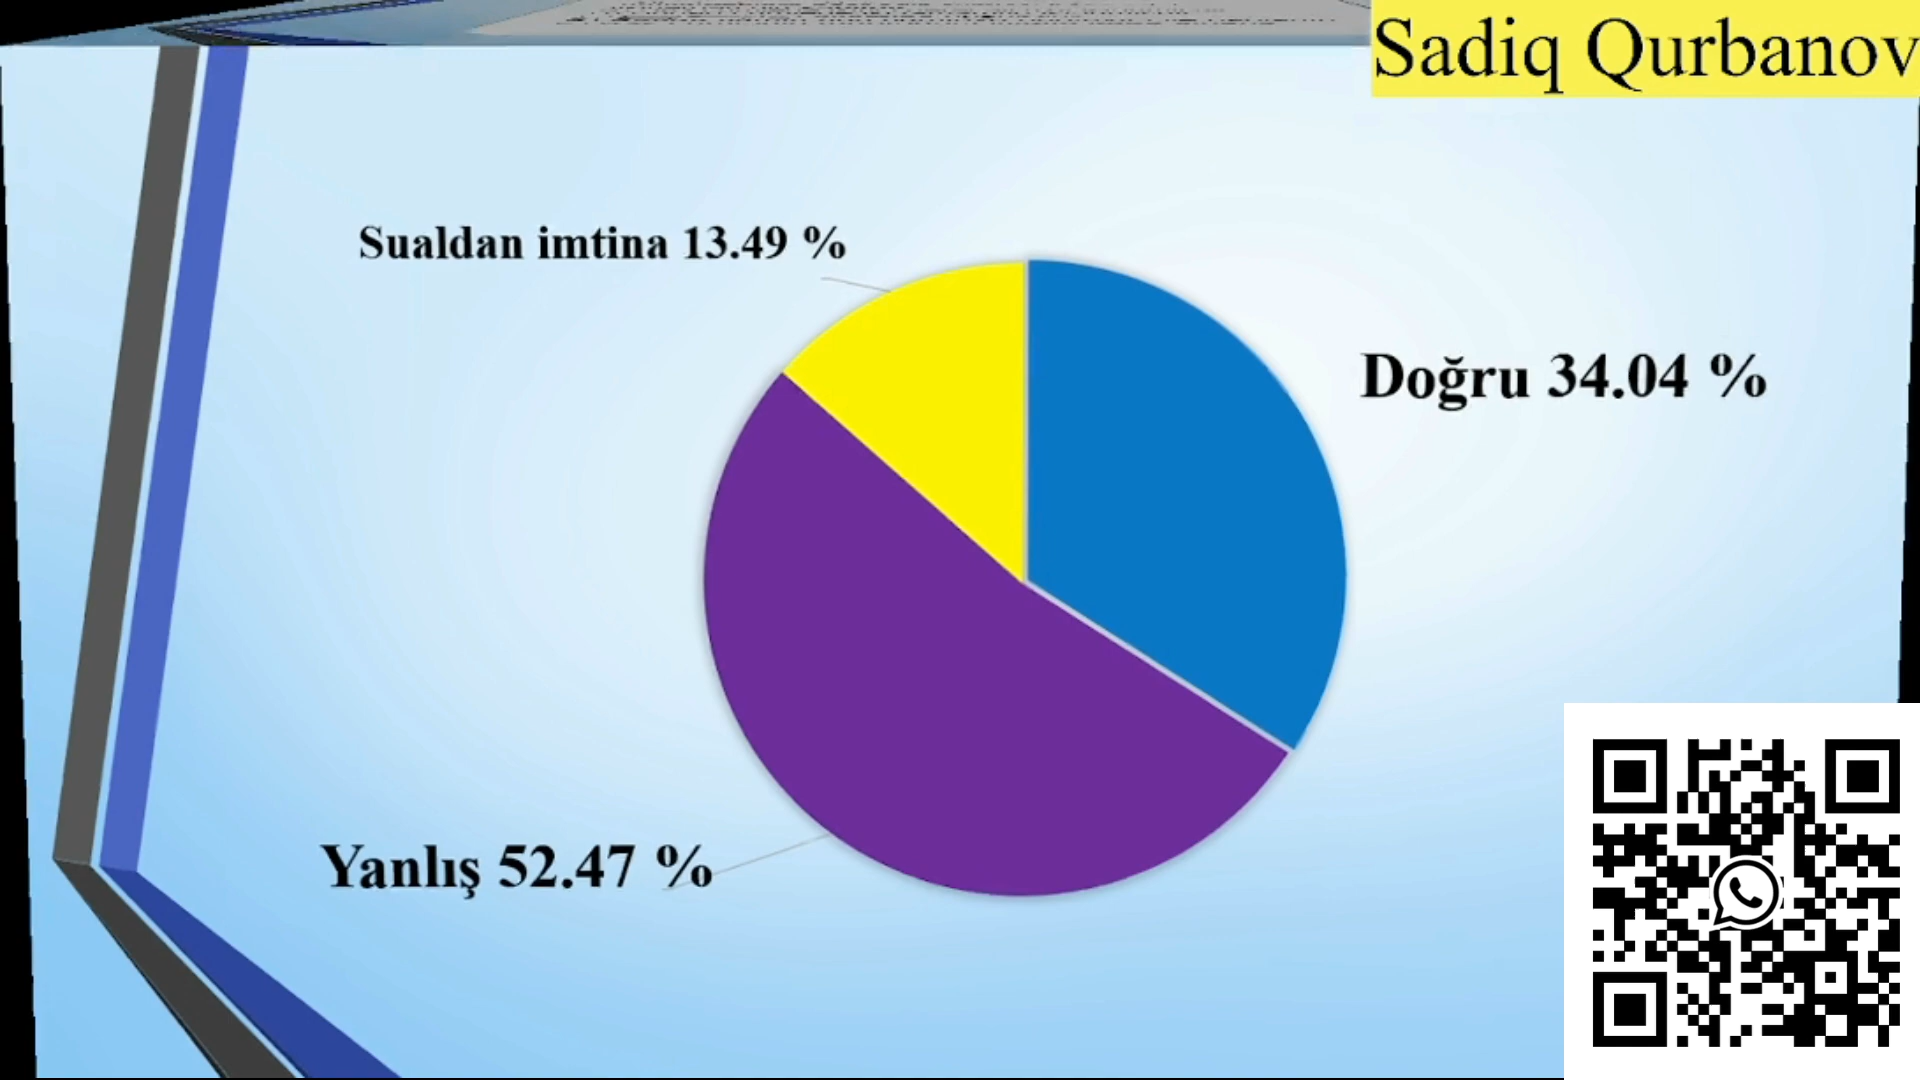 Sadiq Qurbanov
Sualdan imtina 13.49 %
Doğru 34.04 %
Yanlış 52.47 %